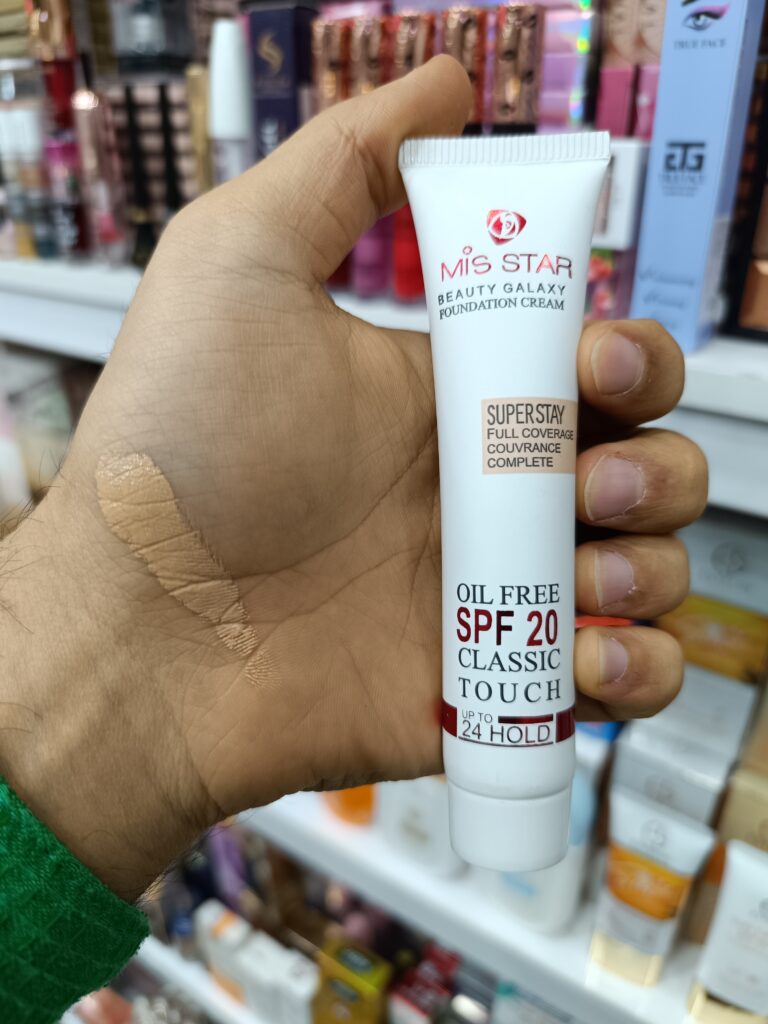 MiS STAR
BEAUTY GALAXY
FOUNDATION CREAM
SUPERSTAY
FULL COVERAGE
COUVRANCE
COMPLETE
OIL FREE
SPF 20
CLASSIC
TOUCH
UP TO
24 HOLD
TRUE FACE